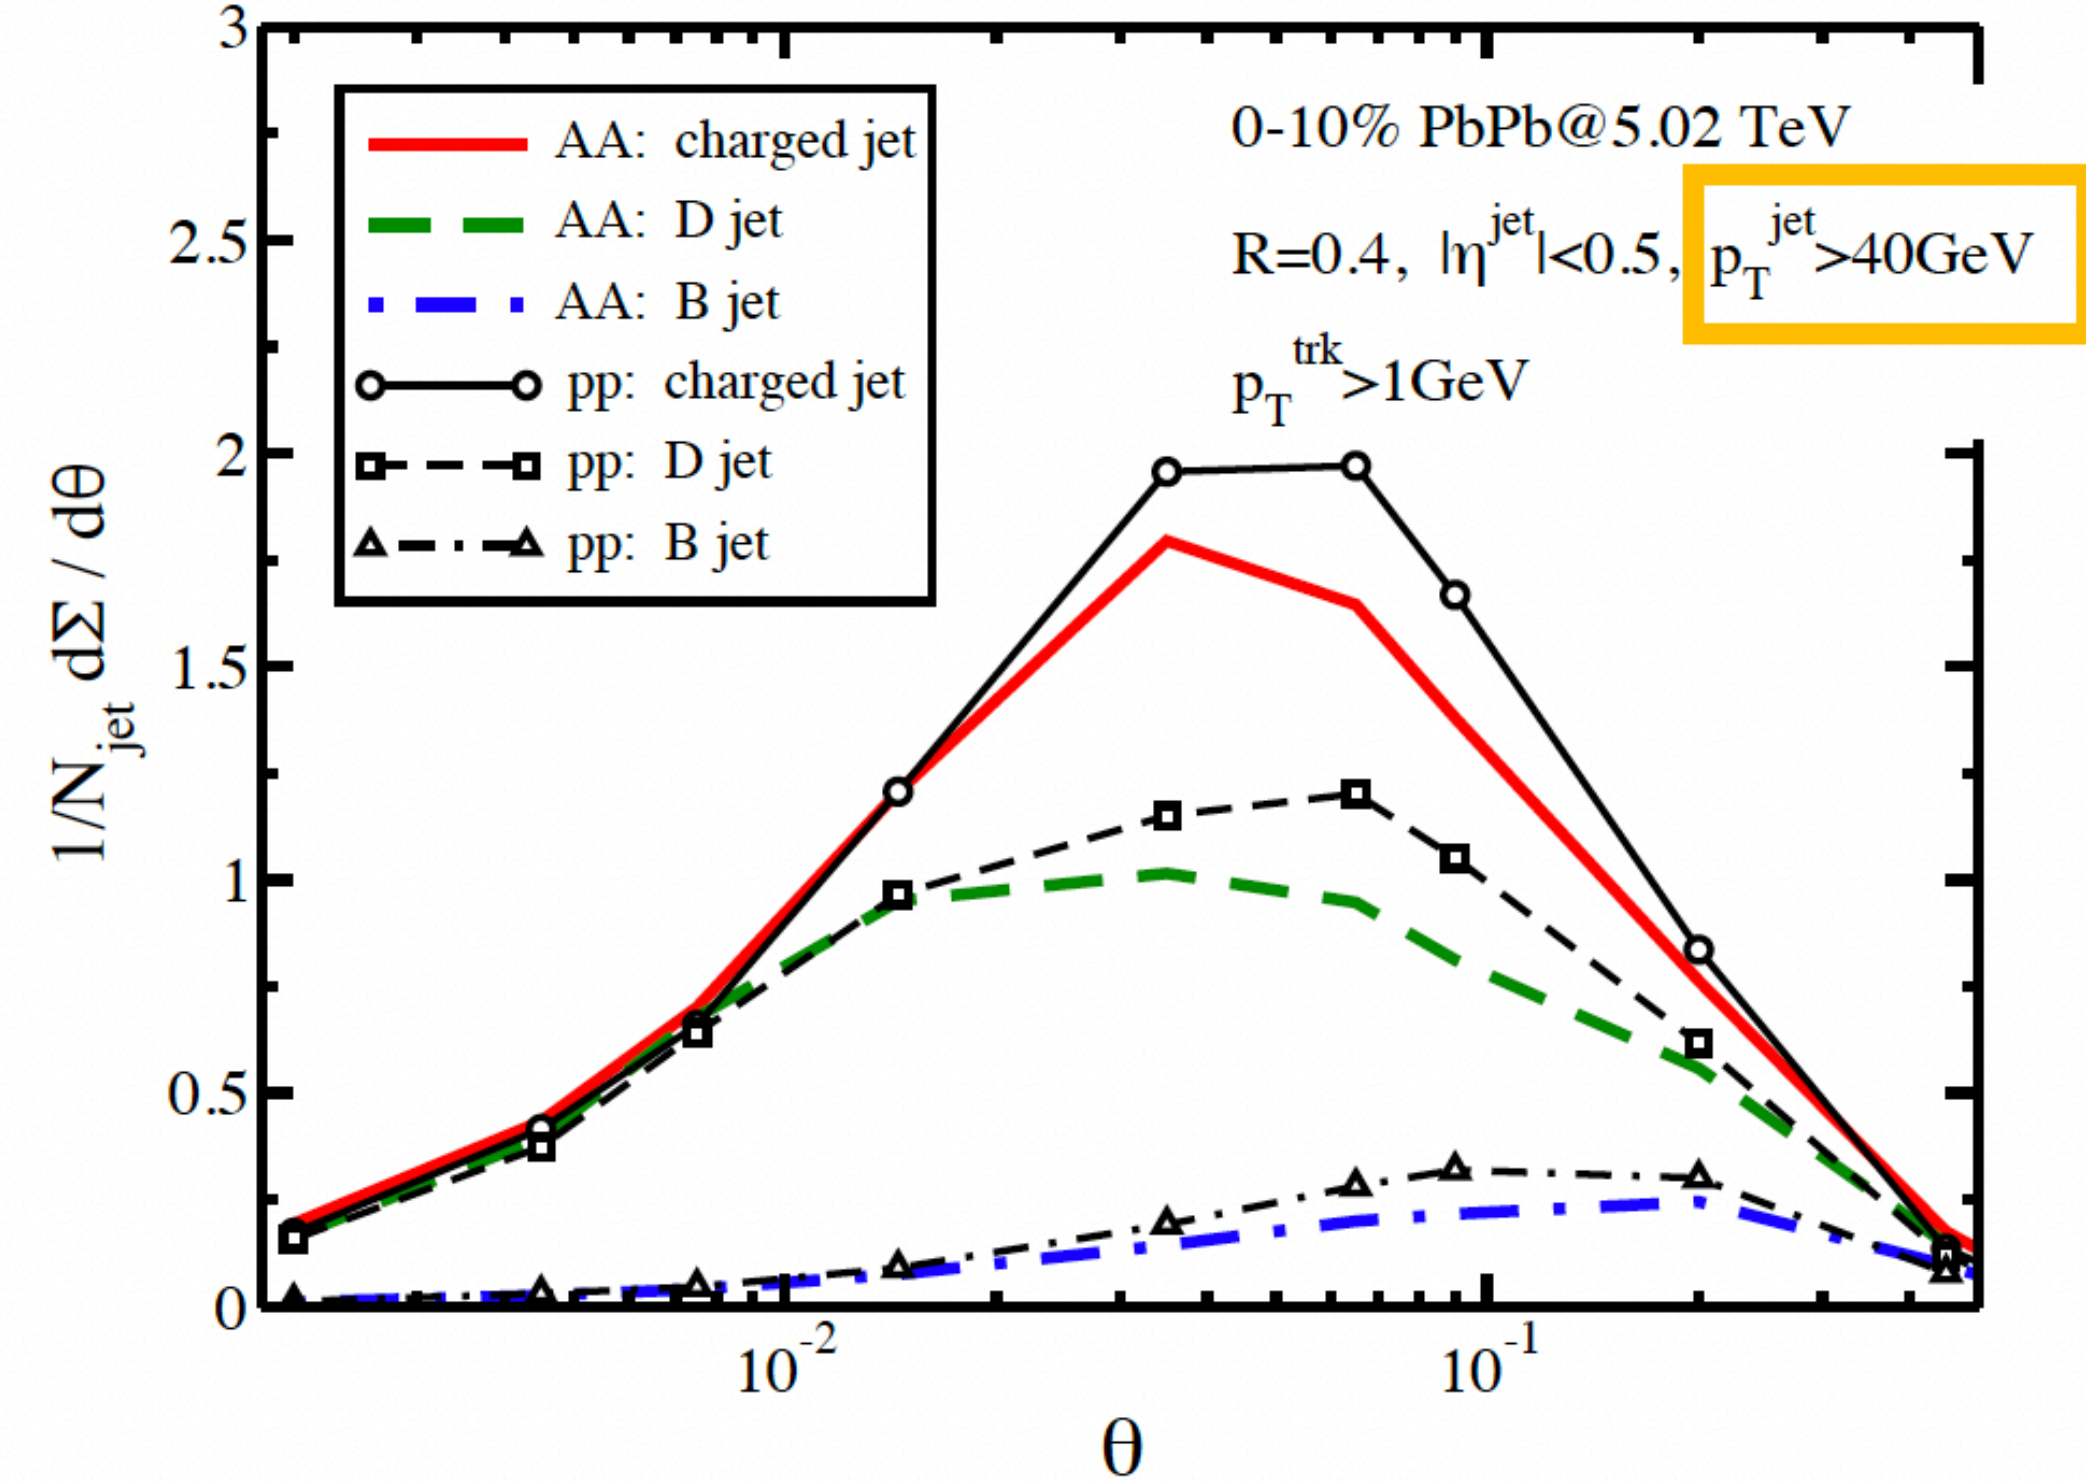 3
2.5
2
1.5
1
0.5
0
1/N_jet dΣ / dθ
AA: charged jet
AA: D jet
AA: B jet
pp: charged jet
pp: D jet
pp: B jet
0-10% PbPb@5.02 TeV
R=0.4, |η^jet|<0.5, p_T^jet>40GeV
p_T^trk>1GeV
10^-2
10^-1
θ